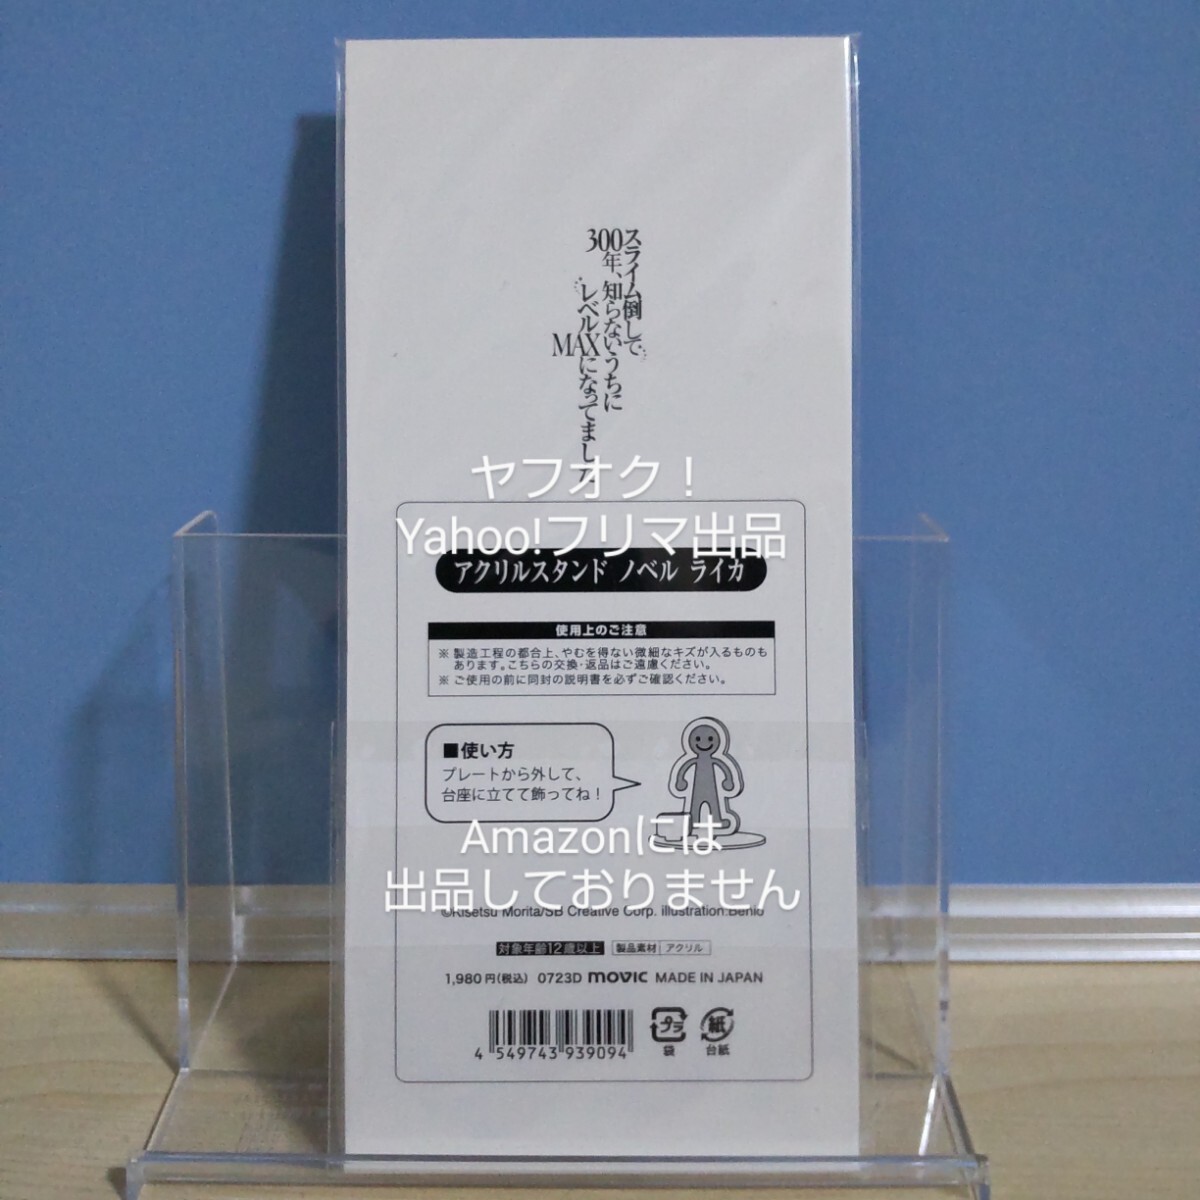 スライム倒して
300年、知らないうちに
レベルMAXになってました
ヤフオク！
Yahoo!フリマ出品
アクリルスタンド ノベル ライカ
使用上のご注意
※ 製造工程の都合上、やむを得ない微細なキズが入るものも
あります。こちらの交換・返品はご遠慮ください。
※ ご使用の前に同封の説明書を必ずご確認ください。
■使い方
プレートから外して、
台座に立てて飾ってね！
Amazonには
出品しておりません
©Kisetsu Morita/SB Creative Corp. illustration:Benio
対象年齢12歳以上 製品素材 アクリル
1,980円(税込) 0723D movic MADE IN JAPAN
4 549743 939094
プラ 紙
袋 台紙